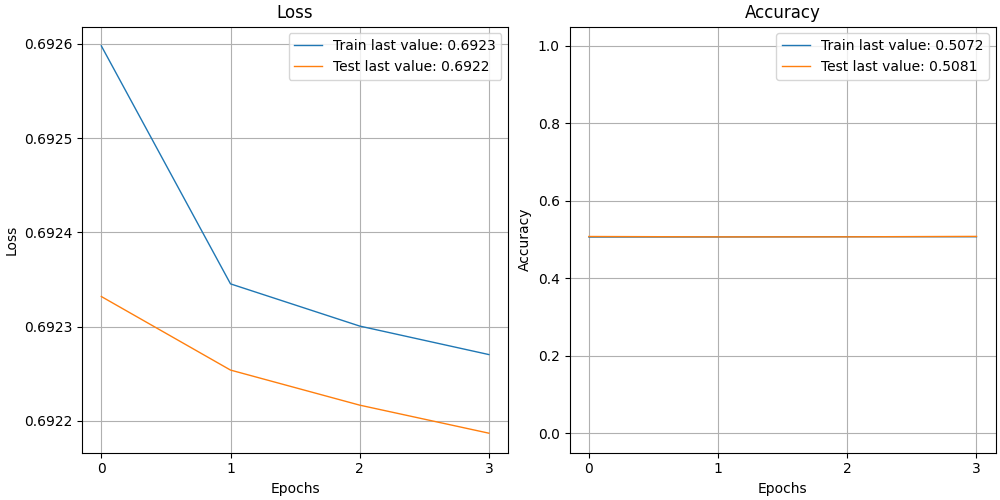 Loss
Train last value: 0.6923
Test last value: 0.6922
0.6926
0.6925
0.6924
0.6923
0.6922
Loss
0
1
2
3
Epochs
Accuracy
Train last value: 0.5072
Test last value: 0.5081
1.0
0.8
0.6
0.4
0.2
0.0
Accuracy
0
1
2
3
Epochs